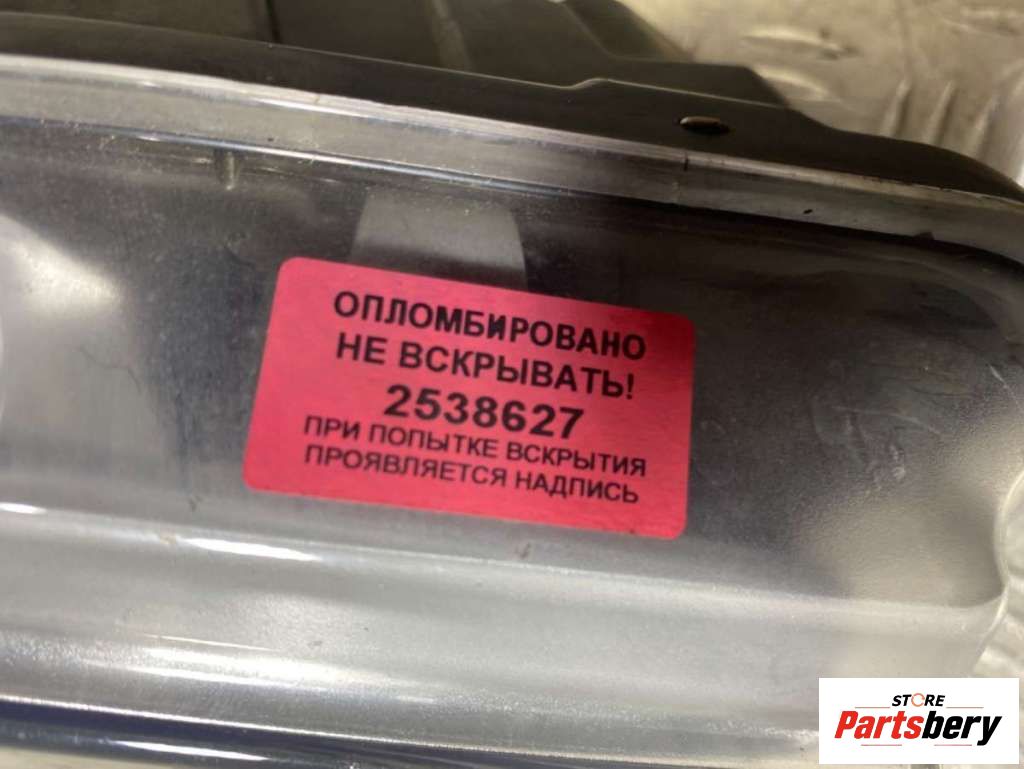 ОПЛОМБИРОВАНО
НЕ ВСКРЫВАТЬ!
2538627
ПРИ ПОПЫТКЕ ВСКРЫТИЯ
ПРОЯВЛЯЕТСЯ НАДПИСЬ
STORE
Partsbery